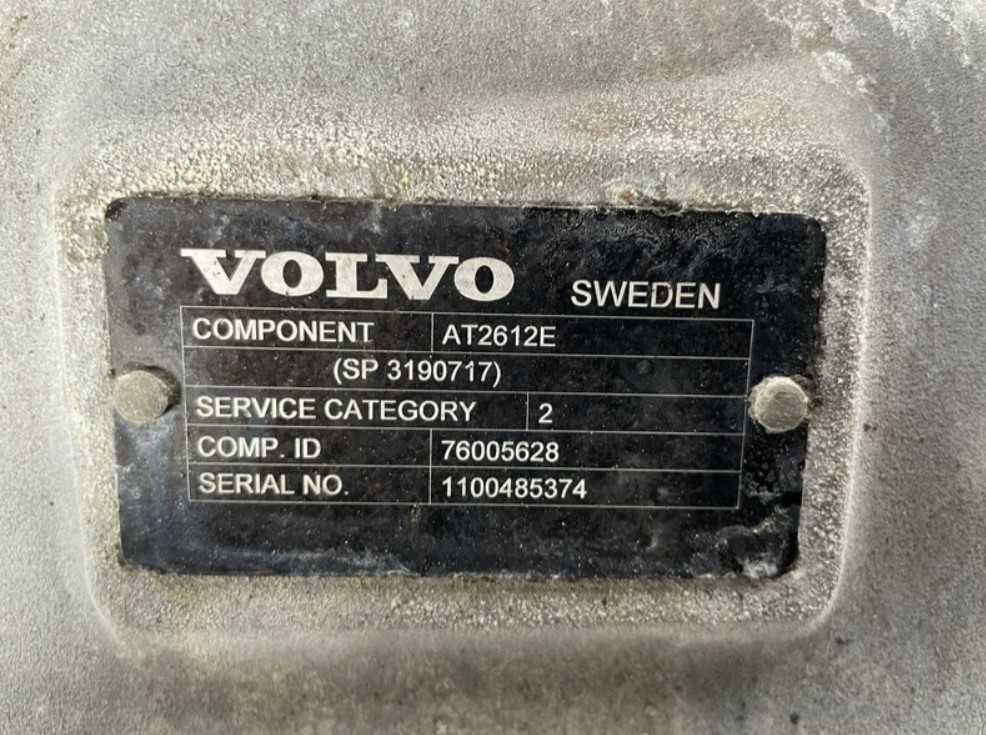 VOLVO SWEDEN
COMPONENT AT2612E
(SP 3190717)
SERVICE CATEGORY 2
COMP. ID 76005628
SERIAL NO. 1100485374